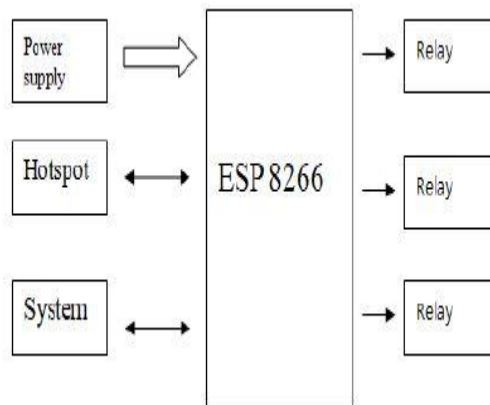 Power
supply
Hotspot
System
ESP 8266
Relay
Relay
Relay